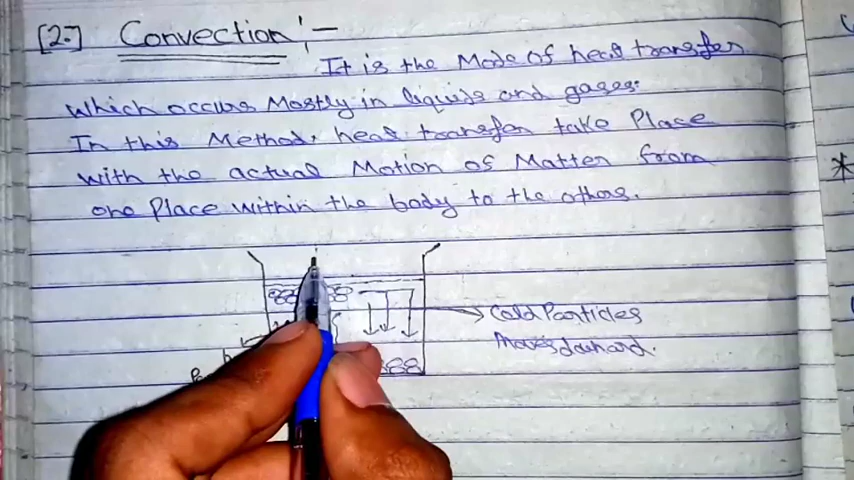 [2.] Convection :-
It is the Mode of heat transfer
which occurs Mostly in liquids and gases.
In this Method, heat transfer take Place
with the actual Motion of Matter from
one Place within the body to the others.
Cold Particles
Moves
*